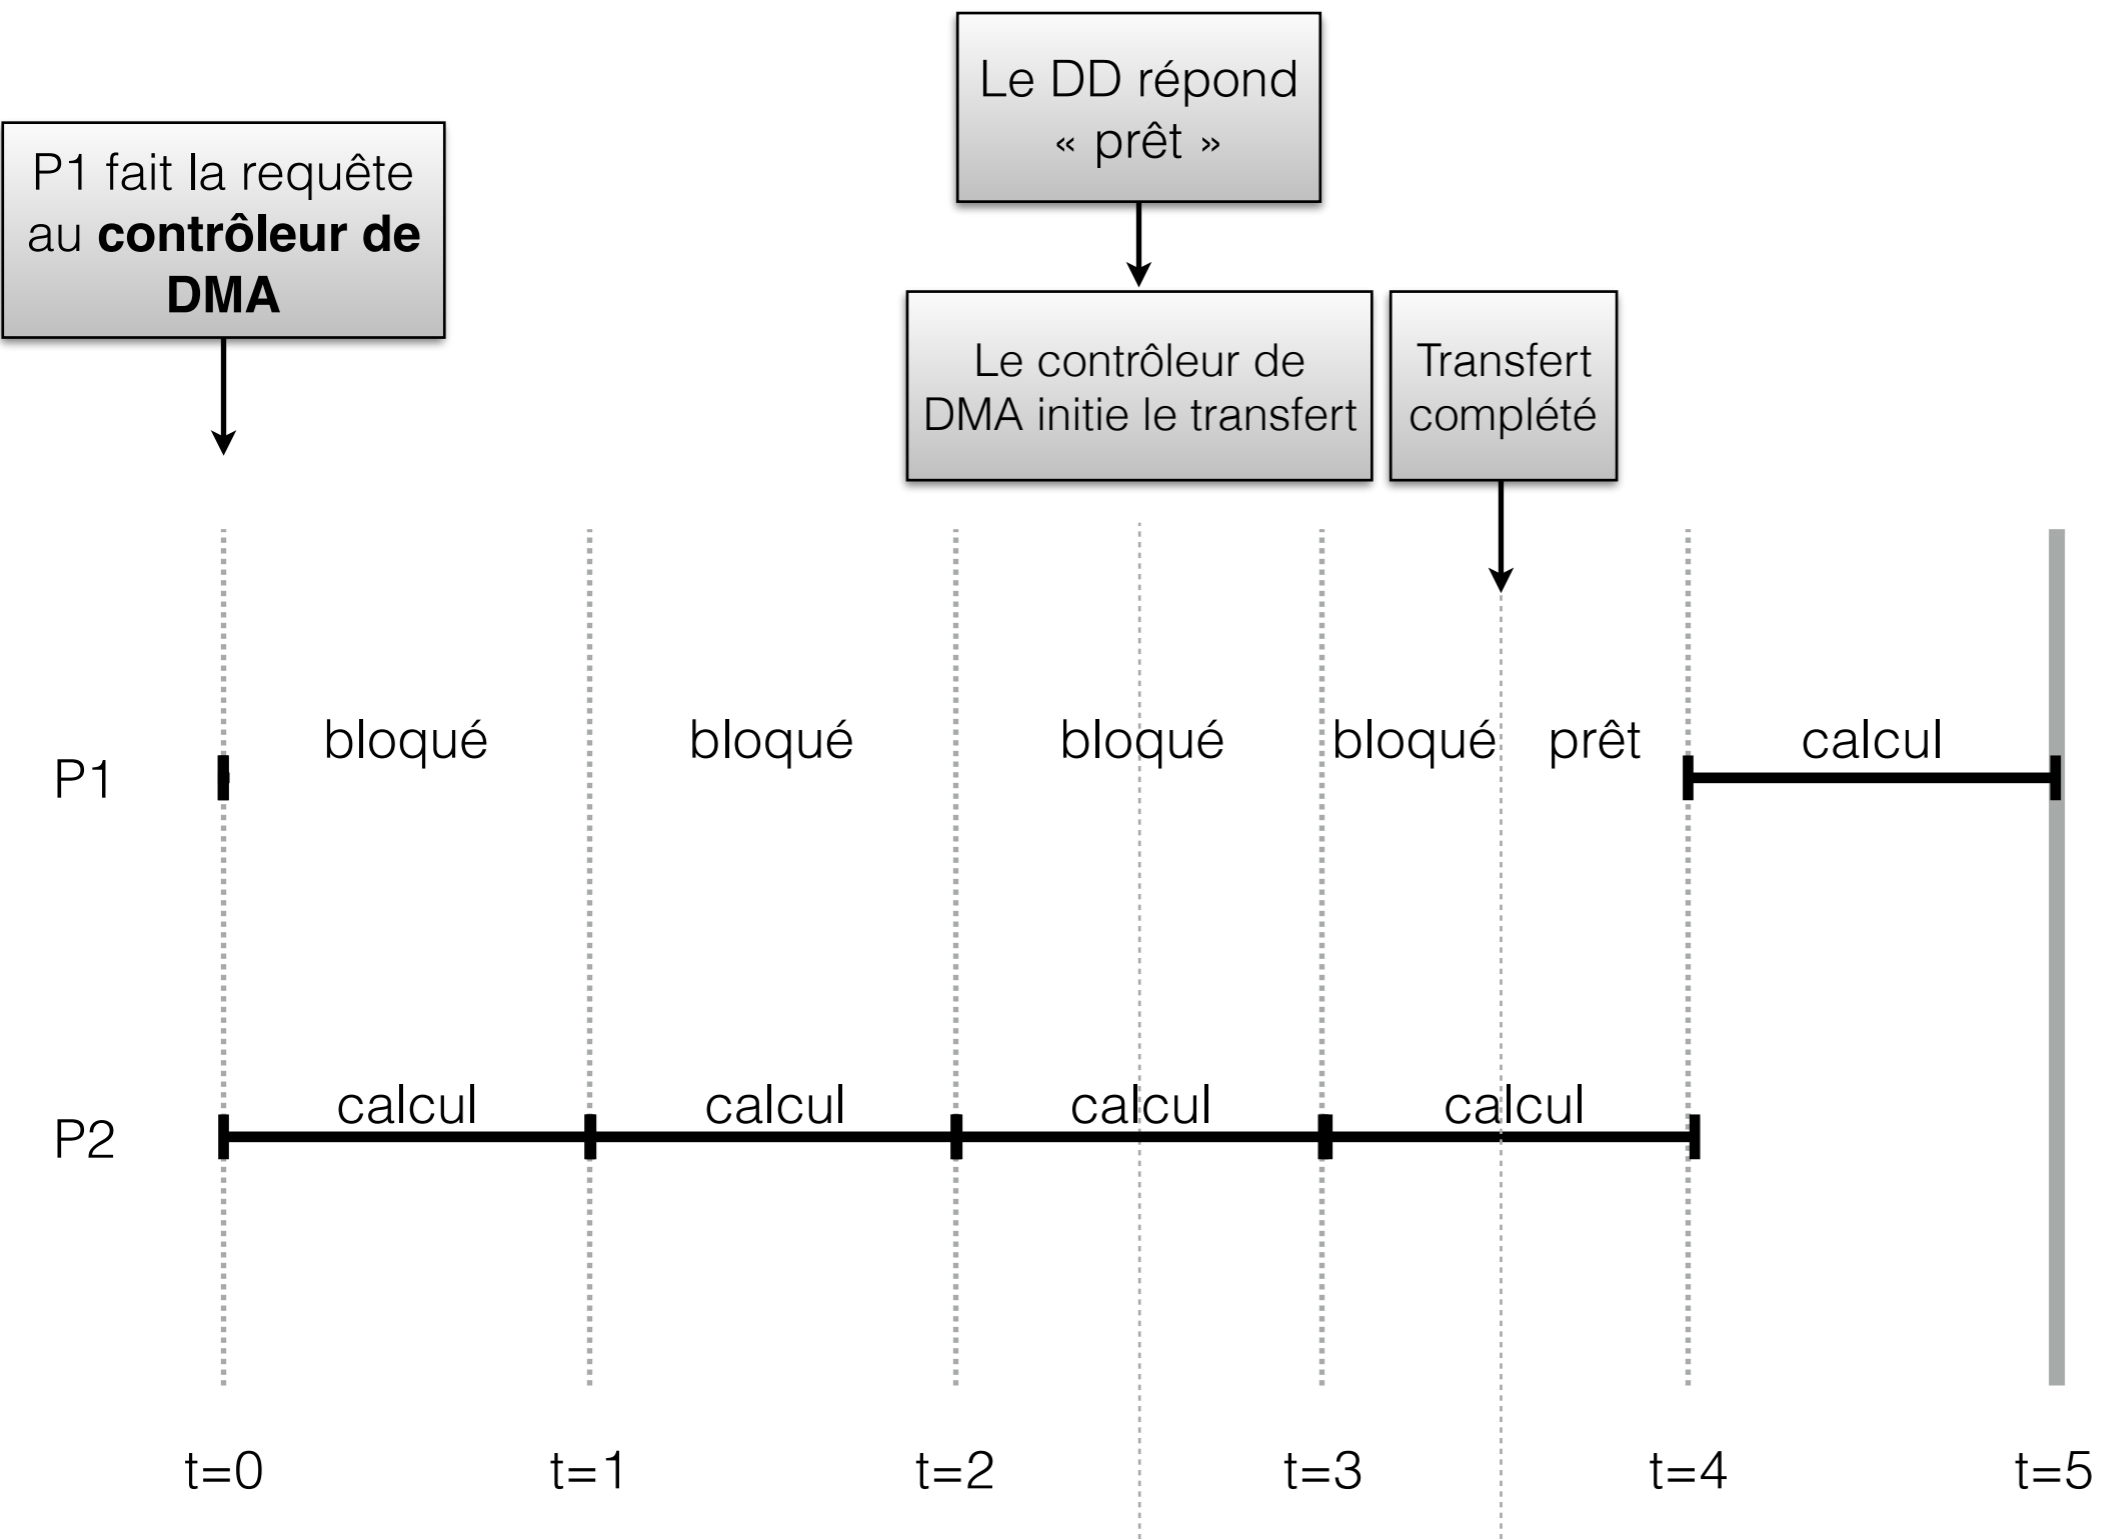 Le DD répond
« prêt »
P1 fait la requête
au contrôleur de
DMA
Le contrôleur de
DMA initie le transfert
Transfert
complété
bloqué
bloqué
bloqué
bloqué
prêt
calcul
P1
calcul
calcul
calcul
calcul
P2
t=0
t=1
t=2
t=3
t=4
t=5